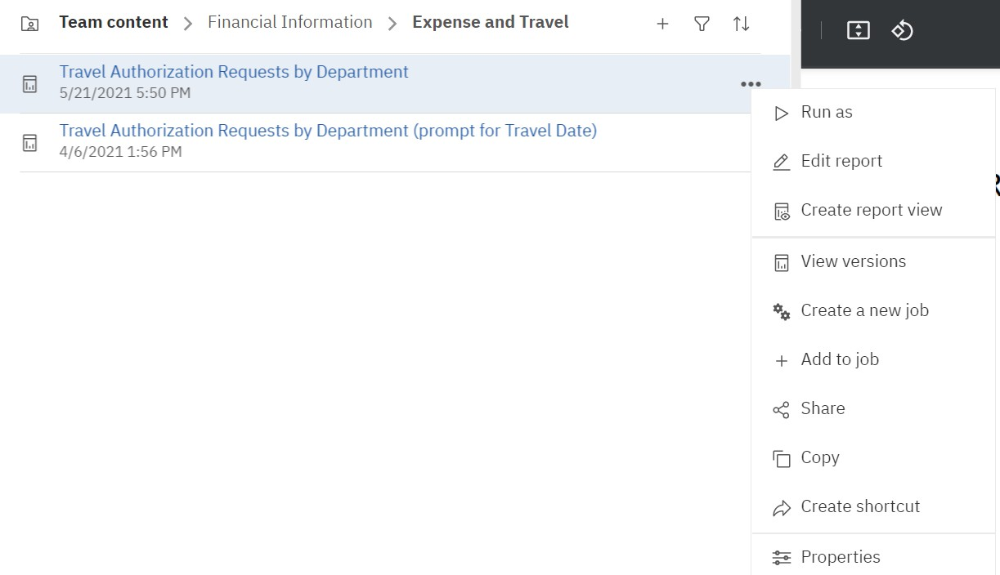 Team content > Financial Information > Expense and Travel
Travel Authorization Requests by Department
5/21/2021 5:50 PM
Travel Authorization Requests by Department (prompt for Travel Date)
4/6/2021 1:56 PM
Run as
Edit report
Create report view
View versions
Create a new job
Add to job
Share
Copy
Create shortcut
Properties